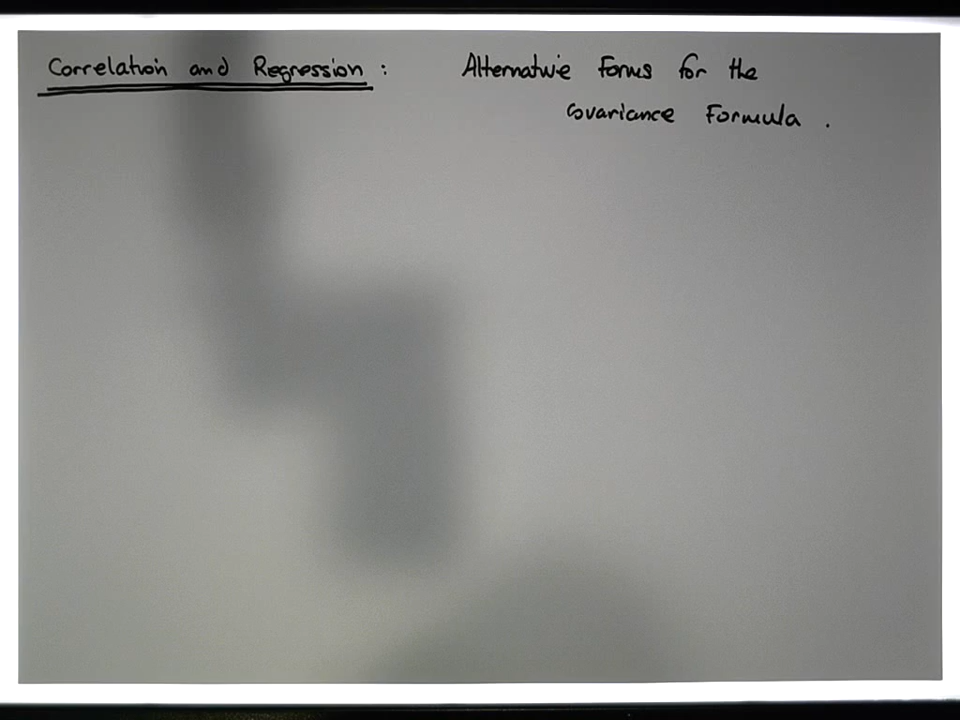 Correlation and Regression : Alternative Forms for the
Covariance Formula .